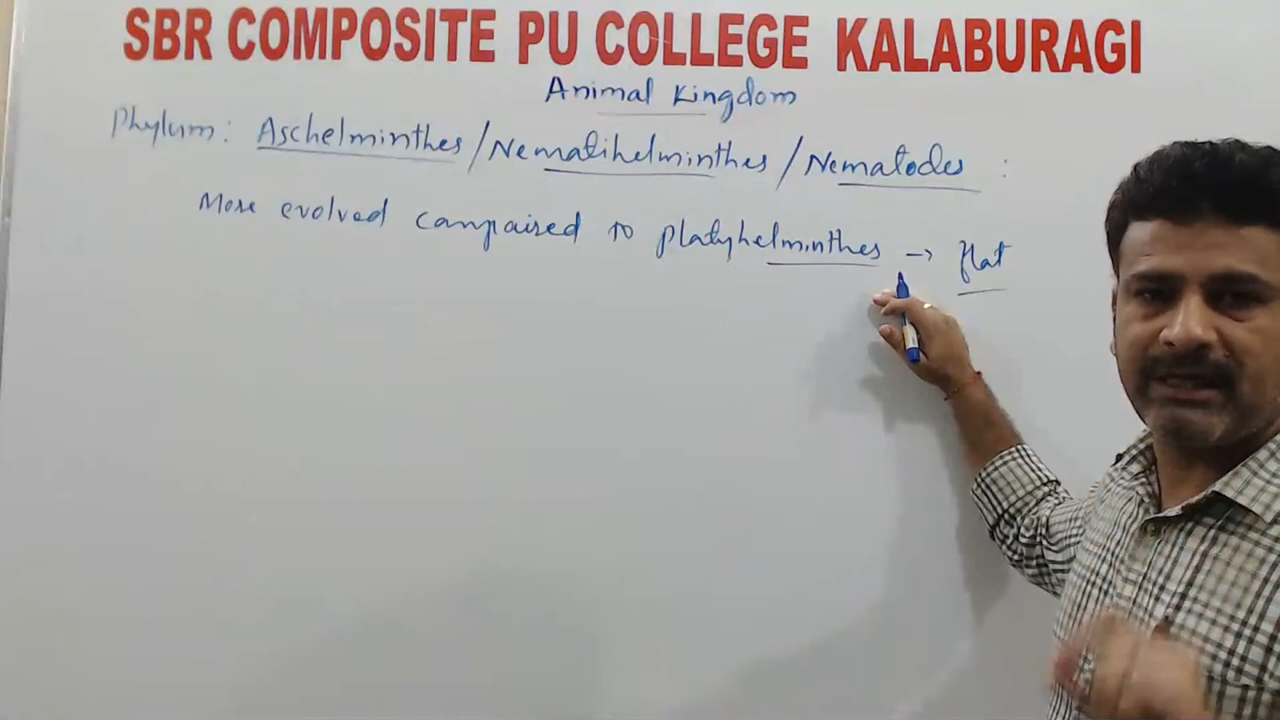 SBR COMPOSITE PU COLLEGE KALABURAGI
Animal Kingdom
Phylum: Aschelminthes/Nemathelminthes/Nematodes :
More evolved campaired to platyhelminthes → flat